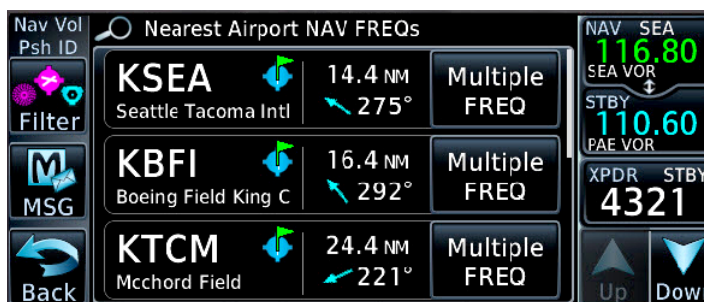 Nav Vol
Psh ID
Nearest Airport NAV FREQs
Filter
MSG
Back
KSEA
Seattle Tacoma Intl
14.4 NM
275°
Multiple
FREQ
KBFI
Boeing Field King C
16.4 NM
292°
Multiple
FREQ
KTCM
Mcchord Field
24.4 NM
221°
Multiple
FREQ
NAV SEA
116.80
SEA VOR
STBY
110.60
PAE VOR
XPDR STBY
4321
Up
Down